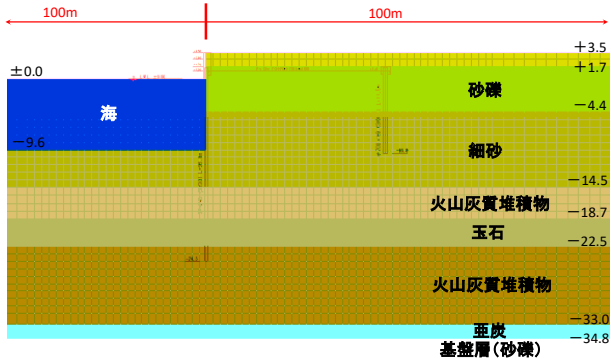 100m
100m
+3.5
±0.0
+1.7
砂礫
海
−4.4
−9.6
細砂
−14.5
火山灰質堆積物
−18.7
玉石
−22.5
火山灰質堆積物
−33.0
亜炭
−34.8
基盤層(砂礫)